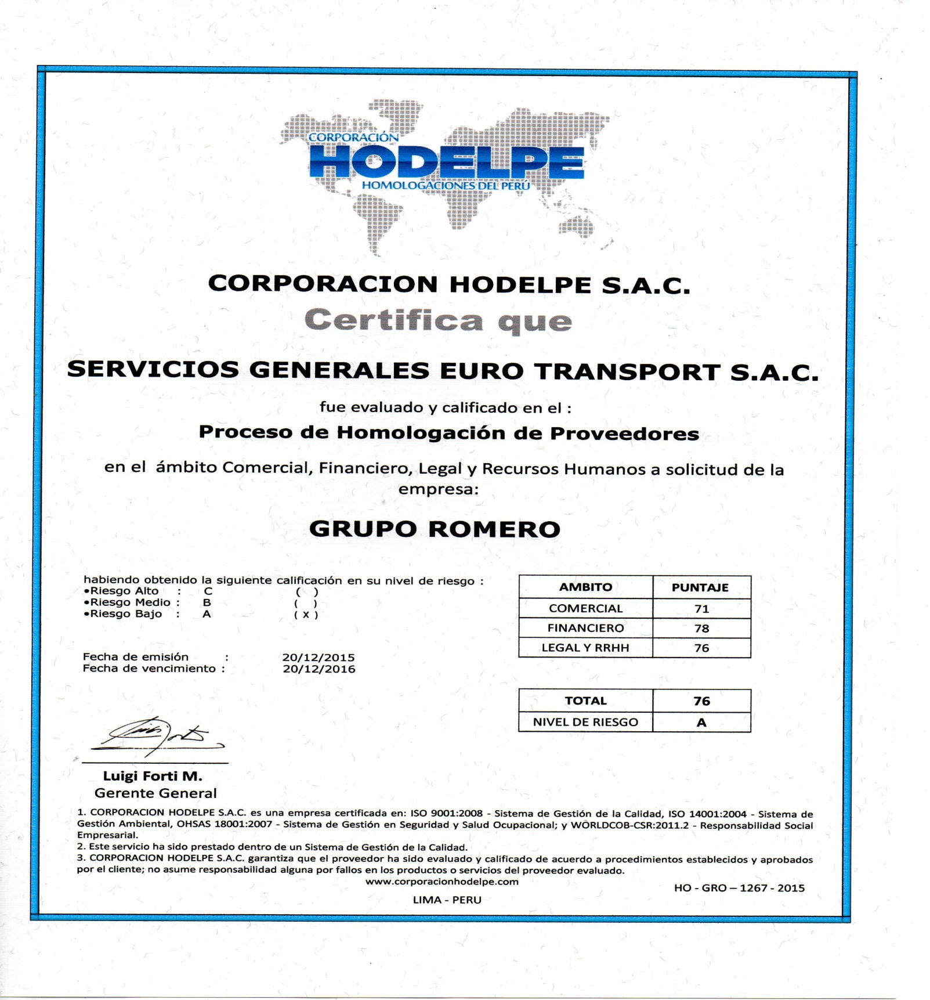 CORPORACIÓN
HODELPE
HOMOLOGACIONES DEL PERÚ
CORPORACION HODELPE S.A.C.
Certifica que
SERVICIOS GENERALES EURO TRANSPORT S.A.C.
fue evaluado y calificado en el :
Proceso de Homologación de Proveedores
en el ámbito Comercial, Financiero, Legal y Recursos Humanos a solicitud de la
empresa:
GRUPO ROMERO
habiendo obtenido la siguiente calificación en su nivel de riesgo :
•Riesgo Alto : C ( )
•Riesgo Medio : B ( )
•Riesgo Bajo : A ( x )
Fecha de emisión : 20/12/2015
Fecha de vencimiento : 20/12/2016
AMBITO PUNTAJE
COMERCIAL 71
FINANCIERO 78
LEGAL Y RRHH 76
TOTAL 76
NIVEL DE RIESGO A
Luigi Forti M.
Gerente General
1. CORPORACION HODELPE S.A.C. es una empresa certificada en: ISO 9001:2008 - Sistema de Gestión de la Calidad, ISO 14001:2004 - Sistema de
Gestión Ambiental, OHSAS 18001:2007 - Sistema de Gestión en Seguridad y Salud Ocupacional; y WORLDCOB-CSR:2011.2 - Responsabilidad Social
Empresarial.
2. Este servicio ha sido prestado dentro de un Sistema de Gestión de la Calidad.
3. CORPORACION HODELPE S.A.C. garantiza que el proveedor ha sido evaluado y calificado de acuerdo a procedimientos establecidos y aprobados
por el cliente; no asume responsabilidad alguna por fallos en los productos o servicios del proveedor evaluado.
www.corporacionhodelpe.com
HO - GRO – 1267 - 2015
LIMA - PERU